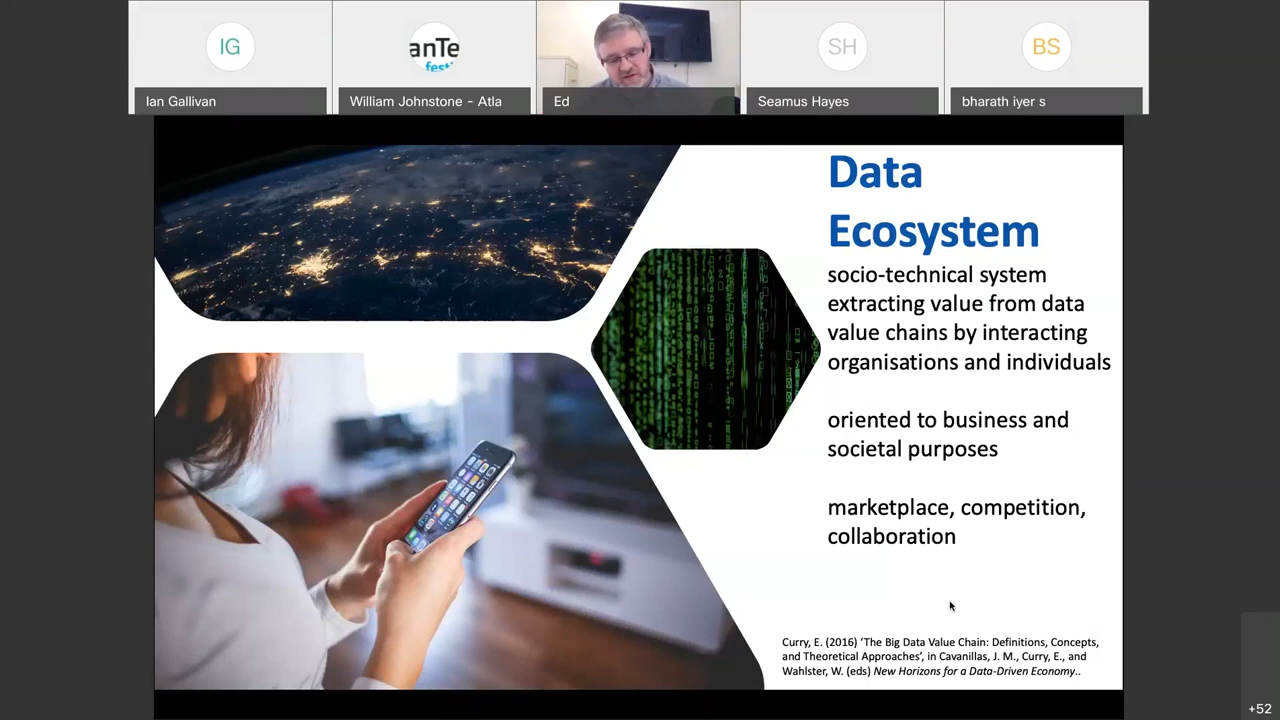 IG
anTe
fest
SH
BS
Ian Gallivan
William Johnstone - Atla
Ed
Seamus Hayes
bharath iyer s
Data
Ecosystem
socio-technical system
extracting value from data
value chains by interacting
organisations and individuals
oriented to business and
societal purposes
marketplace, competition,
collaboration
Curry, E. (2016) ‘The Big Data Value Chain: Definitions, Concepts,
and Theoretical Approaches’, in Cavanillas, J. M., Curry, E., and
Wahlster, W. (eds) New Horizons for a Data-Driven Economy..
+52